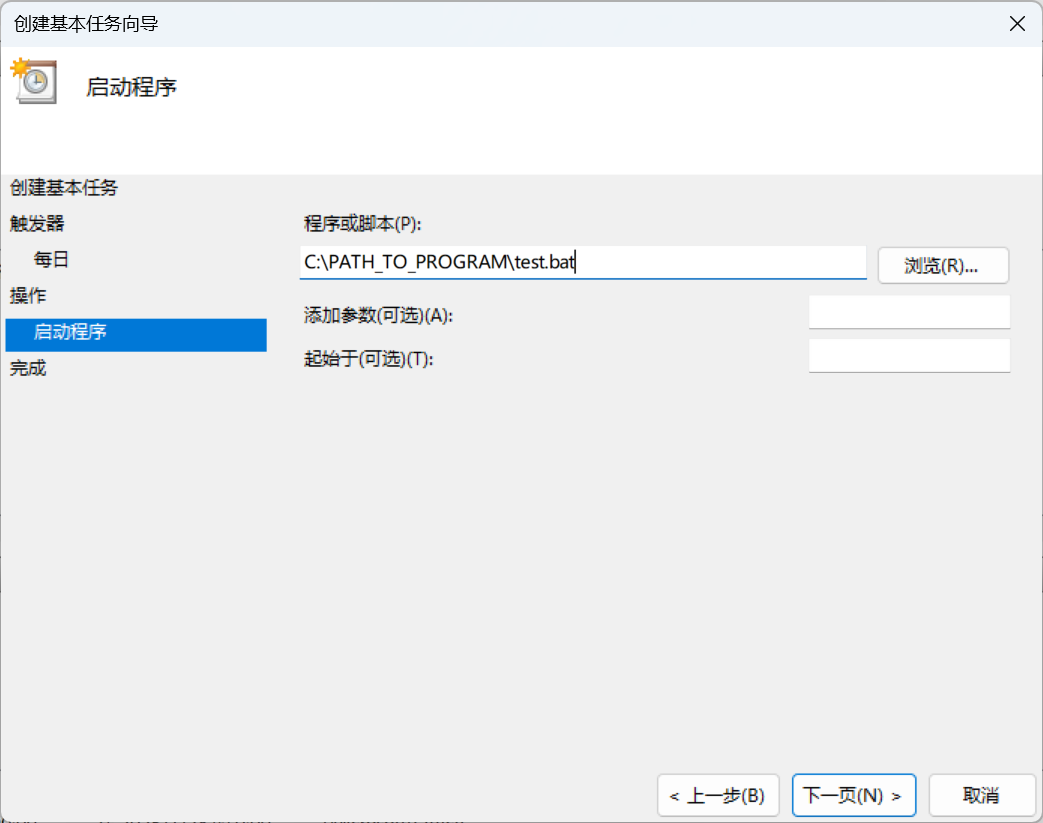 创建基本任务向导
启动程序
创建基本任务
触发器
每日
操作
启动程序
完成
程序或脚本(P):
C:\PATH_TO_PROGRAM\test.bat
浏览(R)...
添加参数(可选)(A):
起始于(可选)(T):
< 上一步(B)
下一页(N) >
取消